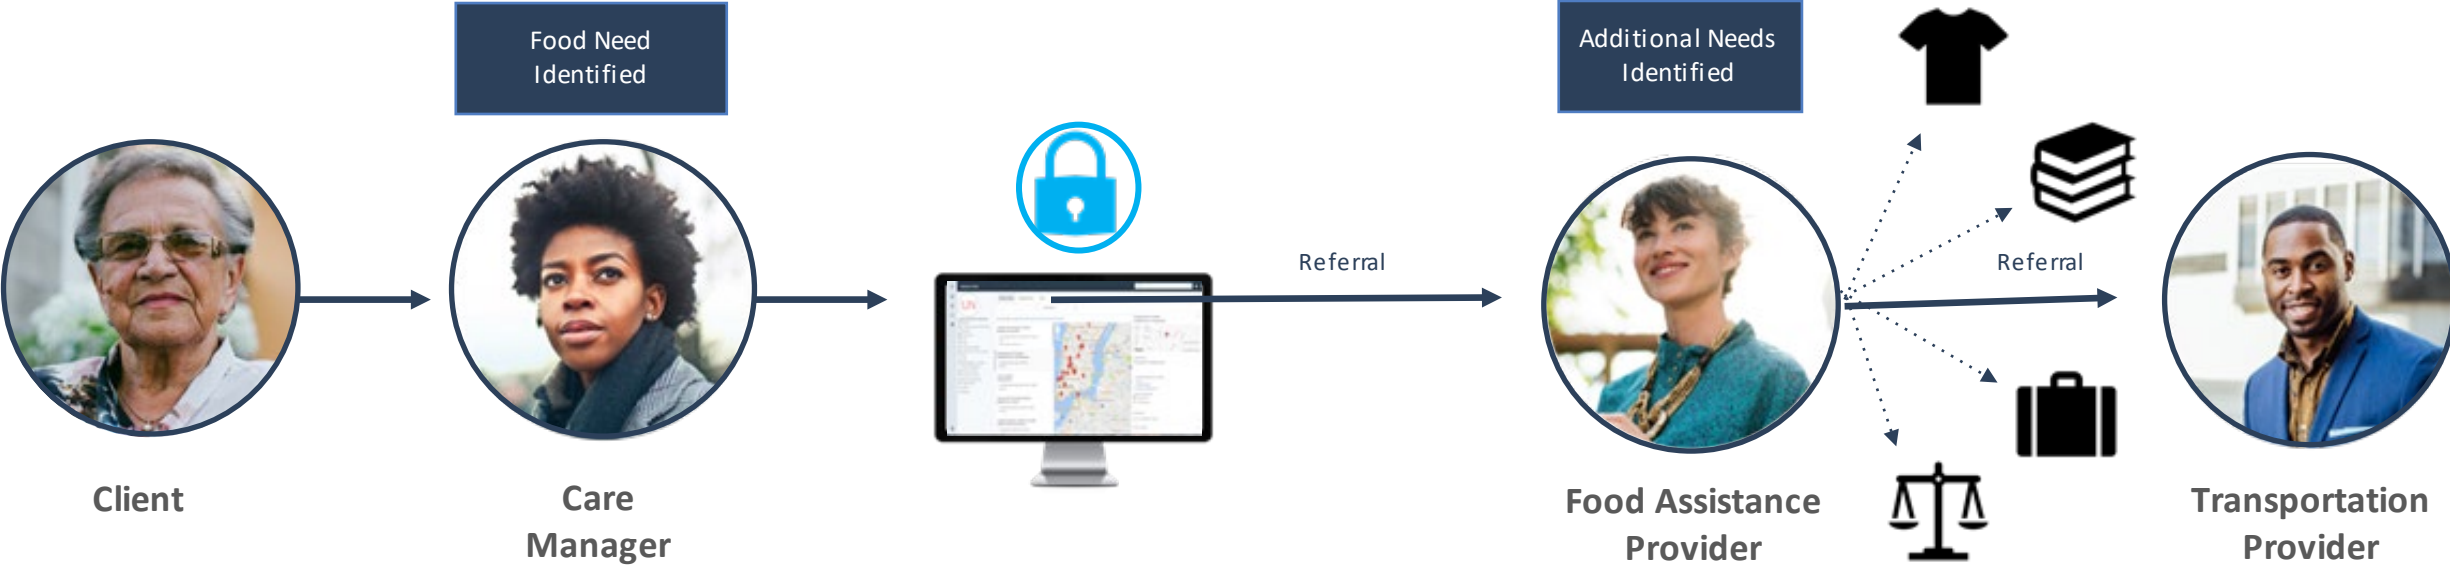 Food Need
Identified
Additional Needs
Identified
Referral
Referral
Client
Care
Manager
Food Assistance
Provider
Transportation
Provider